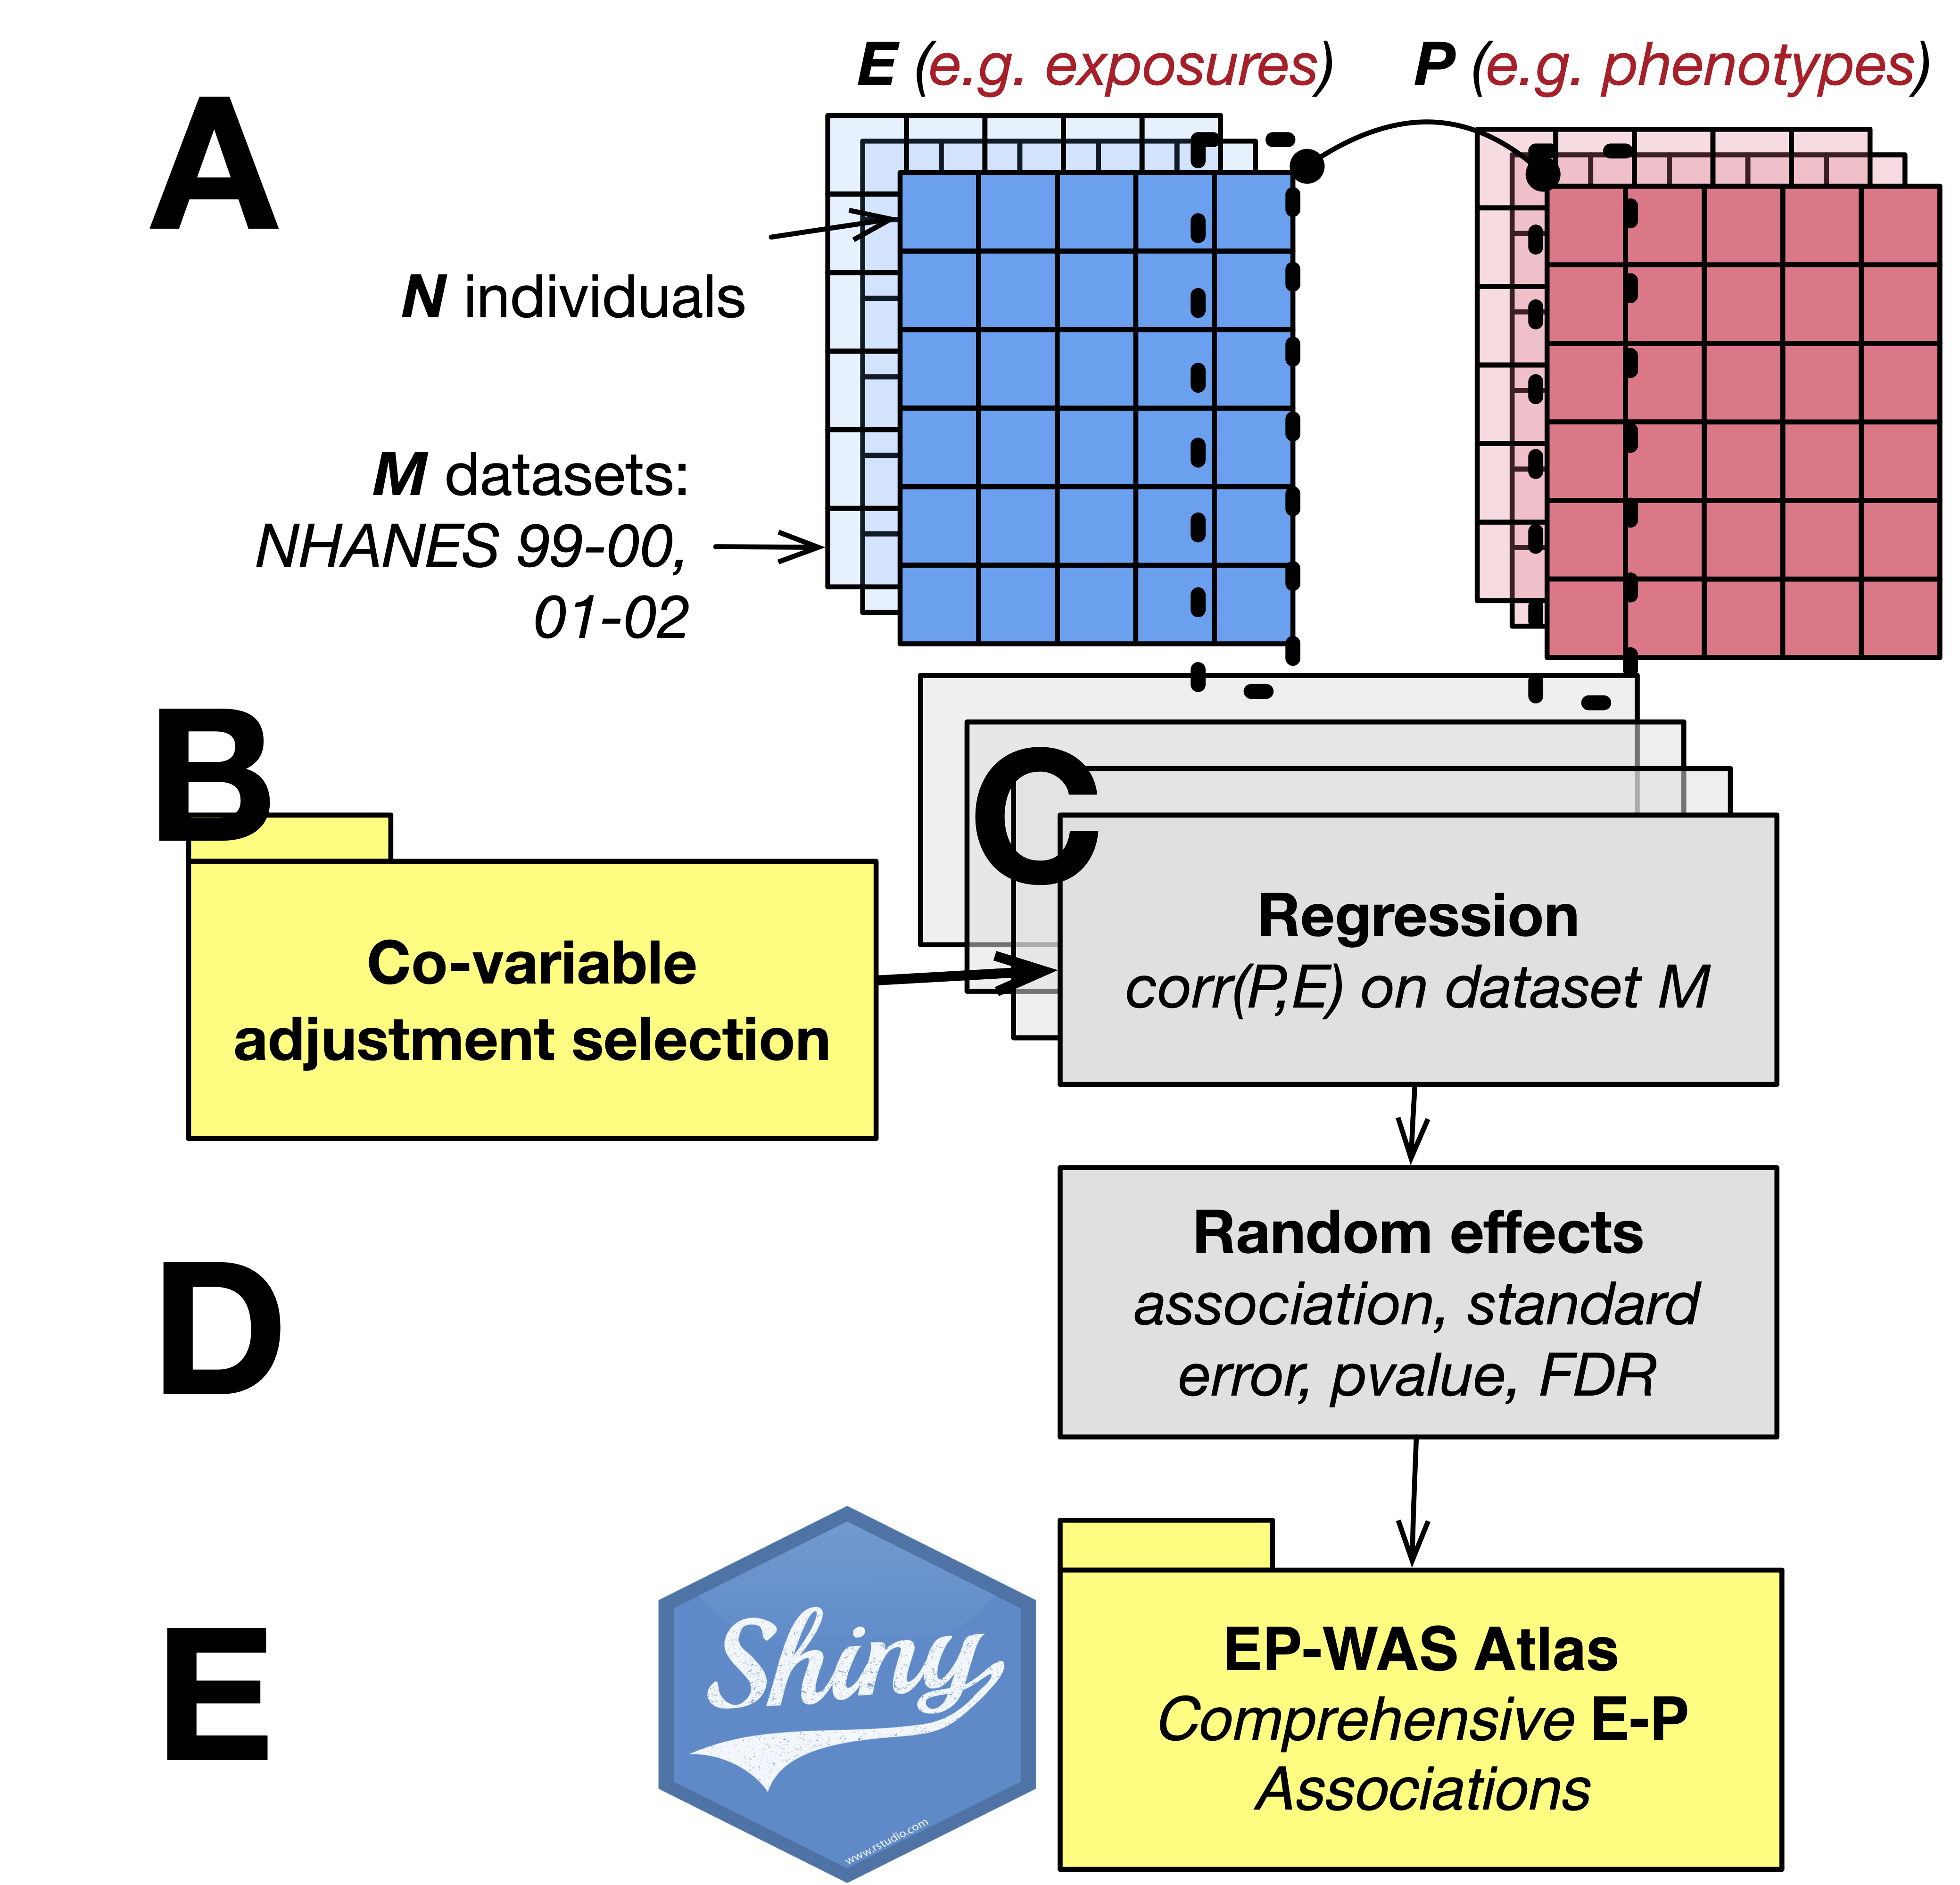 A
E (e.g. exposures)
P (e.g. phenotypes)
N individuals
M datasets:
NHANES 99-00,
01-02
B
Co-variable
adjustment selection
C
Regression
corr(P,E) on dataset M
D
Random effects
association, standard
error, pvalue, FDR
E
Shiny
www.rstudio.com
EP-WAS Atlas
Comprehensive E-P
Associations